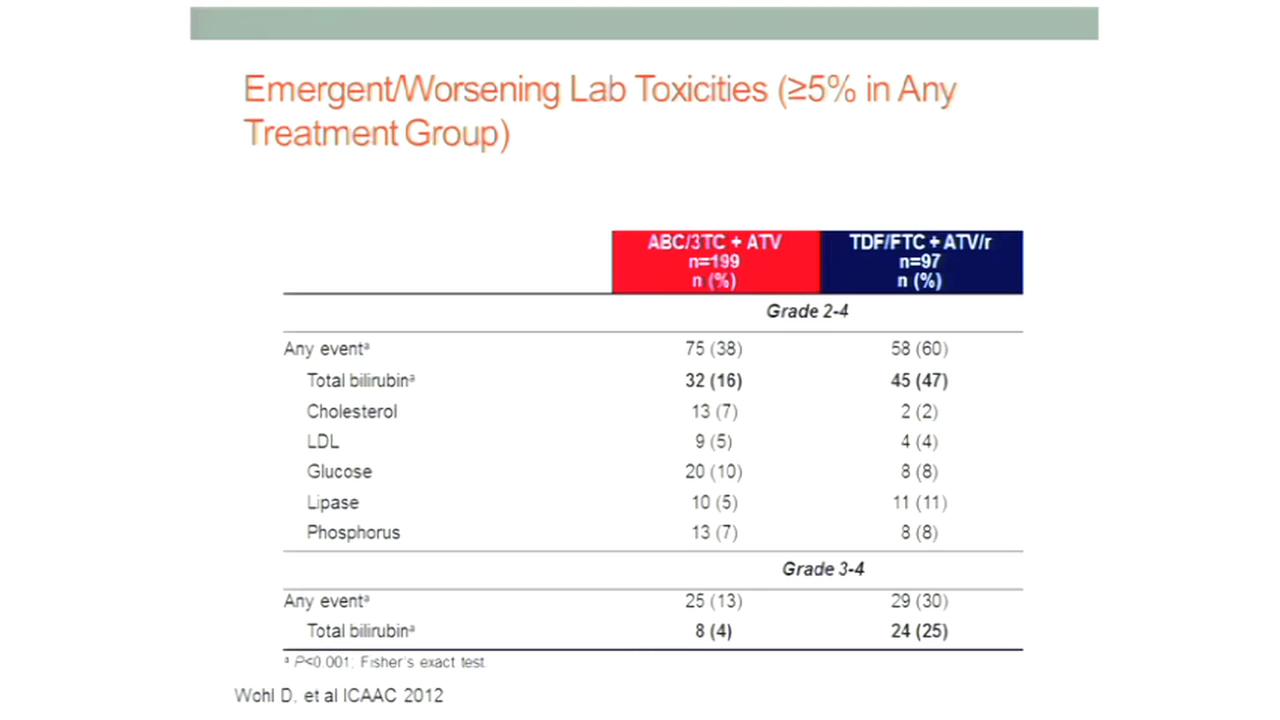 Emergent/Worsening Lab Toxicities (≥5% in Any
Treatment Group)
ABC/3TC + ATV TDF/FTC + ATV/r
n=199 n=97
n (%) n (%)
Grade 2-4
Any eventᵃ 75 (38) 58 (60)
Total bilirubinᵃ 32 (16) 45 (47)
Cholesterol 13 (7) 2 (2)
LDL 9 (5) 4 (4)
Glucose 20 (10) 8 (8)
Lipase 10 (5) 11 (11)
Phosphorus 13 (7) 8 (8)
Grade 3-4
Any eventᵃ 25 (13) 29 (30)
Total bilirubinᵃ 8 (4) 24 (25)
ᵃ P<0.001; Fisher's exact test.
Wohl D, et al ICAAC 2012